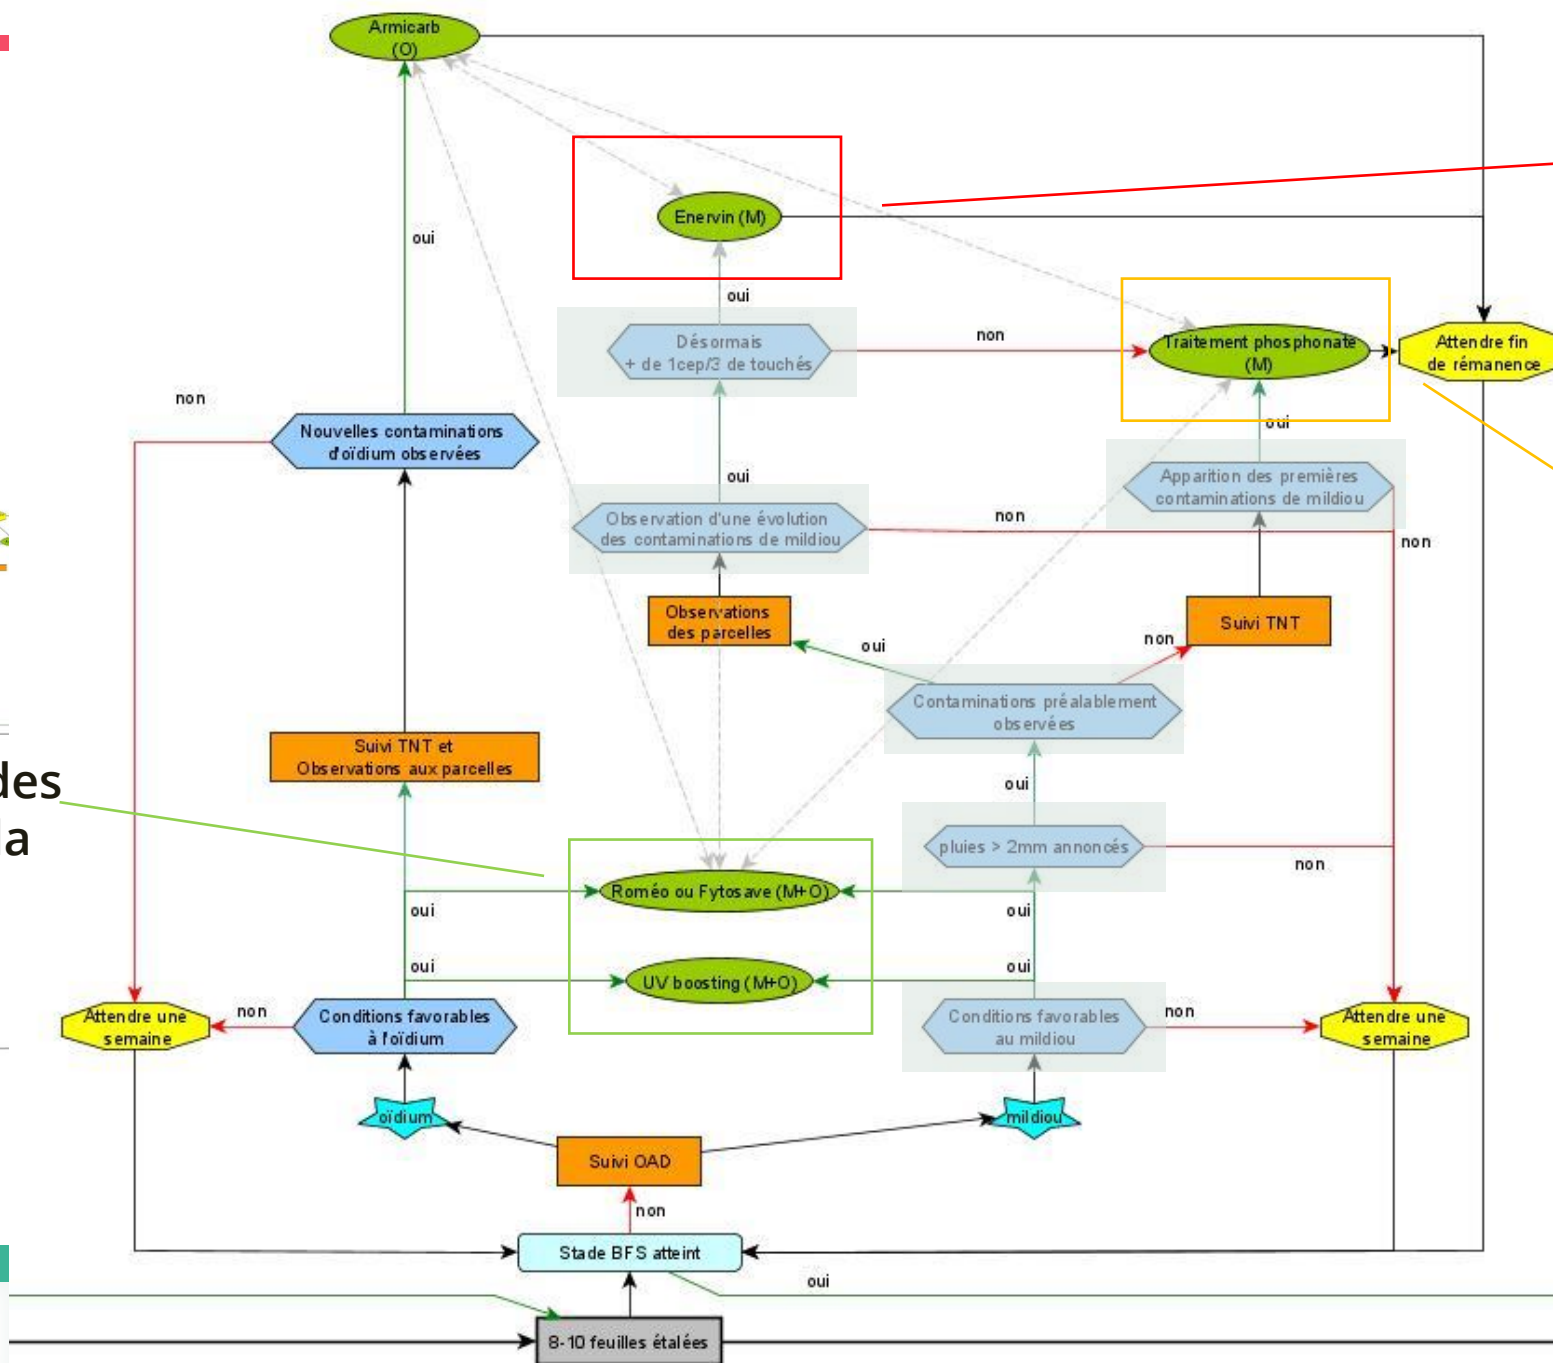 Armicarb
(O)
oui
Enervin (M)
oui
Désormais
+ de 1cep/3 de touchés
non
Traitement phosphonate
(M)
Attendre fin
de rémanence
non
Nouvelles contaminations
d'oïdium observées
oui
oui
Apparition des premières
contaminations de mildiou
Observation d'une évolution
des contaminations de mildiou
non
non
Observations
des parcelles
oui
non
Suivi TNT
Contaminations préalablement
observées
Suivi TNT et
Observations aux parcelles
des
la
oui
pluies > 2mm annoncés
non
Roméo ou Fytosave (M+O)
oui
oui
oui
oui
UV boosting (M+O)
Attendre une
semaine
non
Conditions favorables
à l'oïdium
Conditions favorables
au mildiou
non
Attendre une
semaine
oïdium
mildiou
Suivi OAD
non
Stade BFS atteint
oui
8-10 feuilles étalées